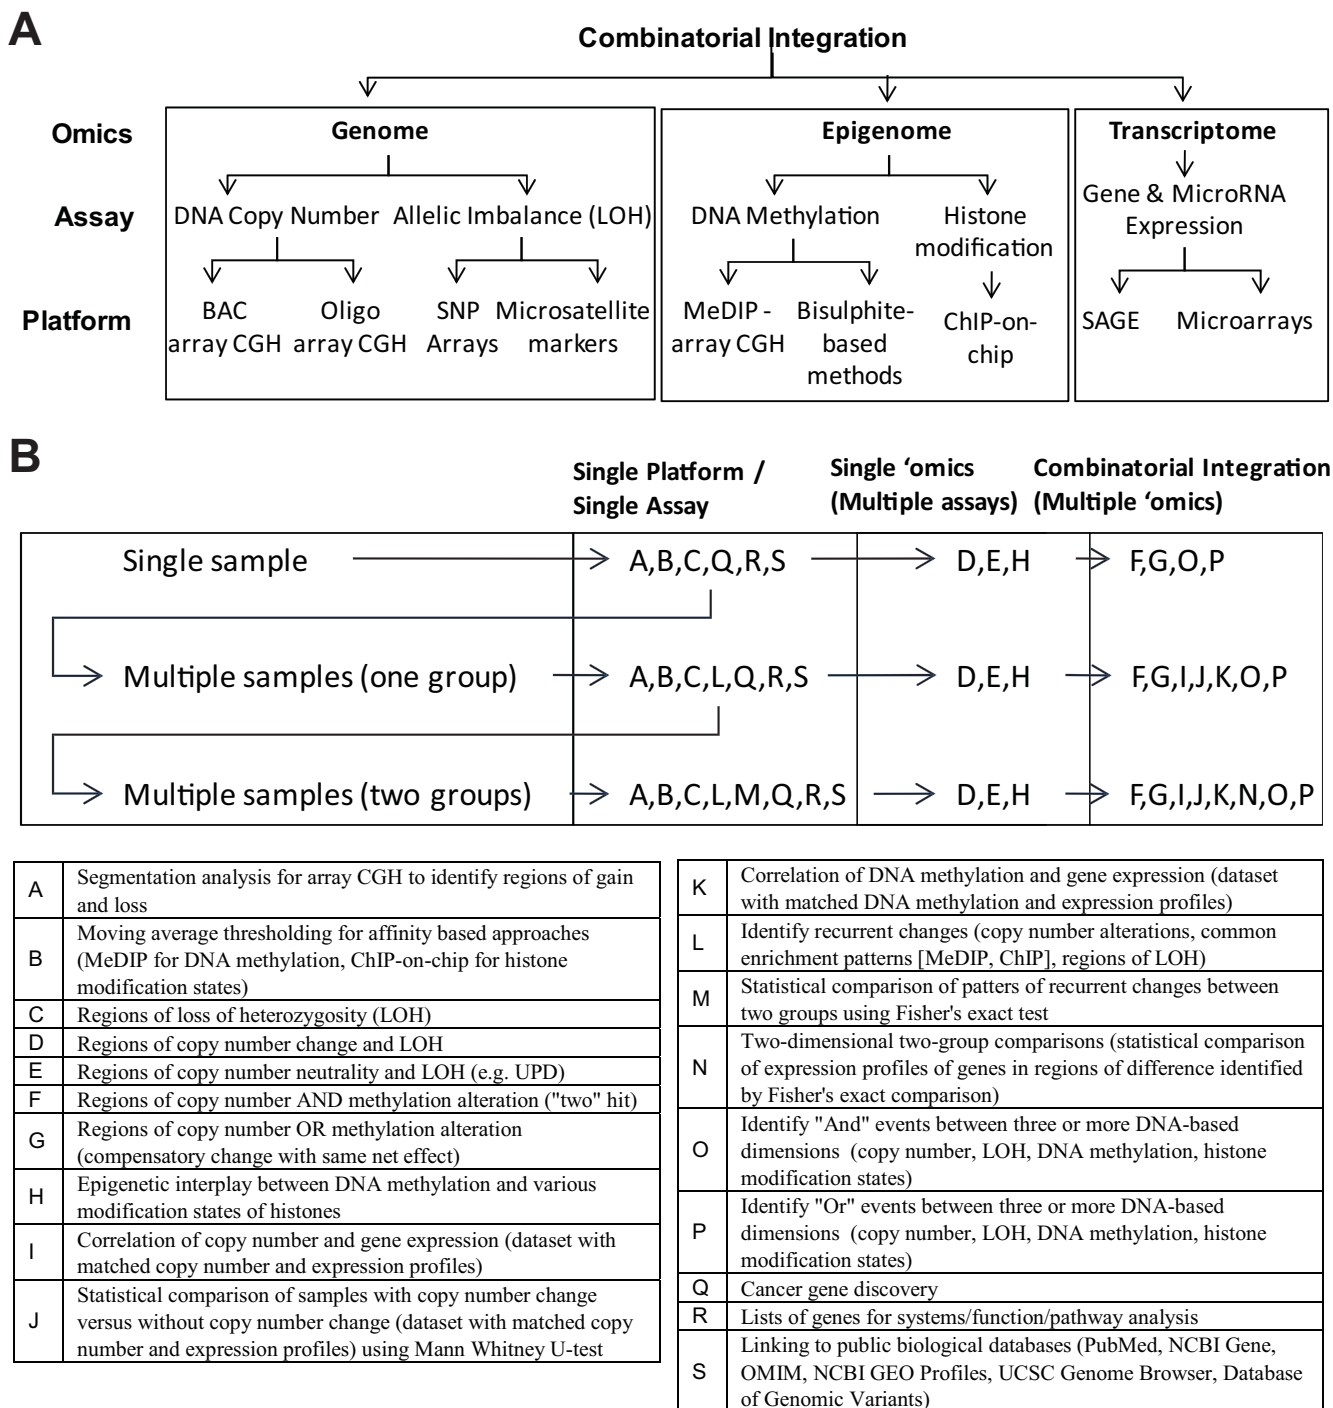 A
Combinatorial Integration
Omics
Genome
Epigenome
Transcriptome
Assay
DNA Copy Number
Allelic Imbalance (LOH)
DNA Methylation
Histone
modification
Gene & MicroRNA
Expression
Platform
BAC
array CGH
Oligo
array CGH
SNP
Arrays
Microsatellite
markers
MeDIP -
array CGH
Bisulphite-
based
methods
ChIP-on-
chip
SAGE
Microarrays
B
Single Platform /
Single Assay
Single ‘omics
(Multiple assays)
Combinatorial Integration
(Multiple ‘omics)
Single sample
A,B,C,Q,R,S
D,E,H
F,G,O,P
Multiple samples (one group)
A,B,C,L,Q,R,S
D,E,H
F,G,I,J,K,O,P
Multiple samples (two groups)
A,B,C,L,M,Q,R,S
D,E,H
F,G,I,J,K,N,O,P
A
Segmentation analysis for array CGH to identify regions of gain
and loss
B
Moving average thresholding for affinity based approaches
(MeDIP for DNA methylation, ChIP-on-chip for histone
modification states)
C
Regions of loss of heterozygosity (LOH)
D
Regions of copy number change and LOH
E
Regions of copy number neutrality and LOH (e.g. UPD)
F
Regions of copy number AND methylation alteration ("two" hit)
G
Regions of copy number OR methylation alteration
(compensatory change with same net effect)
H
Epigenetic interplay between DNA methylation and various
modification states of histones
I
Correlation of copy number and gene expression (dataset with
matched copy number and expression profiles)
J
Statistical comparison of samples with copy number change
versus without copy number change (dataset with matched copy
number and expression profiles) using Mann Whitney U-test
K
Correlation of DNA methylation and gene expression (dataset
with matched DNA methylation and expression profiles)
L
Identify recurrent changes (copy number alterations, common
enrichment patterns [MeDIP, ChIP], regions of LOH)
M
Statistical comparison of patters of recurrent changes between
two groups using Fisher's exact test
N
Two-dimensional two-group comparisons (statistical comparison
of expression profiles of genes in regions of difference identified
by Fisher's exact comparison)
O
Identify "And" events between three or more DNA-based
dimensions (copy number, LOH, DNA methylation, histone
modification states)
P
Identify "Or" events between three or more DNA-based
dimensions (copy number, LOH, DNA methylation, histone
modification states)
Q
Cancer gene discovery
R
Lists of genes for systems/function/pathway analysis
S
Linking to public biological databases (PubMed, NCBI Gene,
OMIM, NCBI GEO Profiles, UCSC Genome Browser, Database
of Genomic Variants)